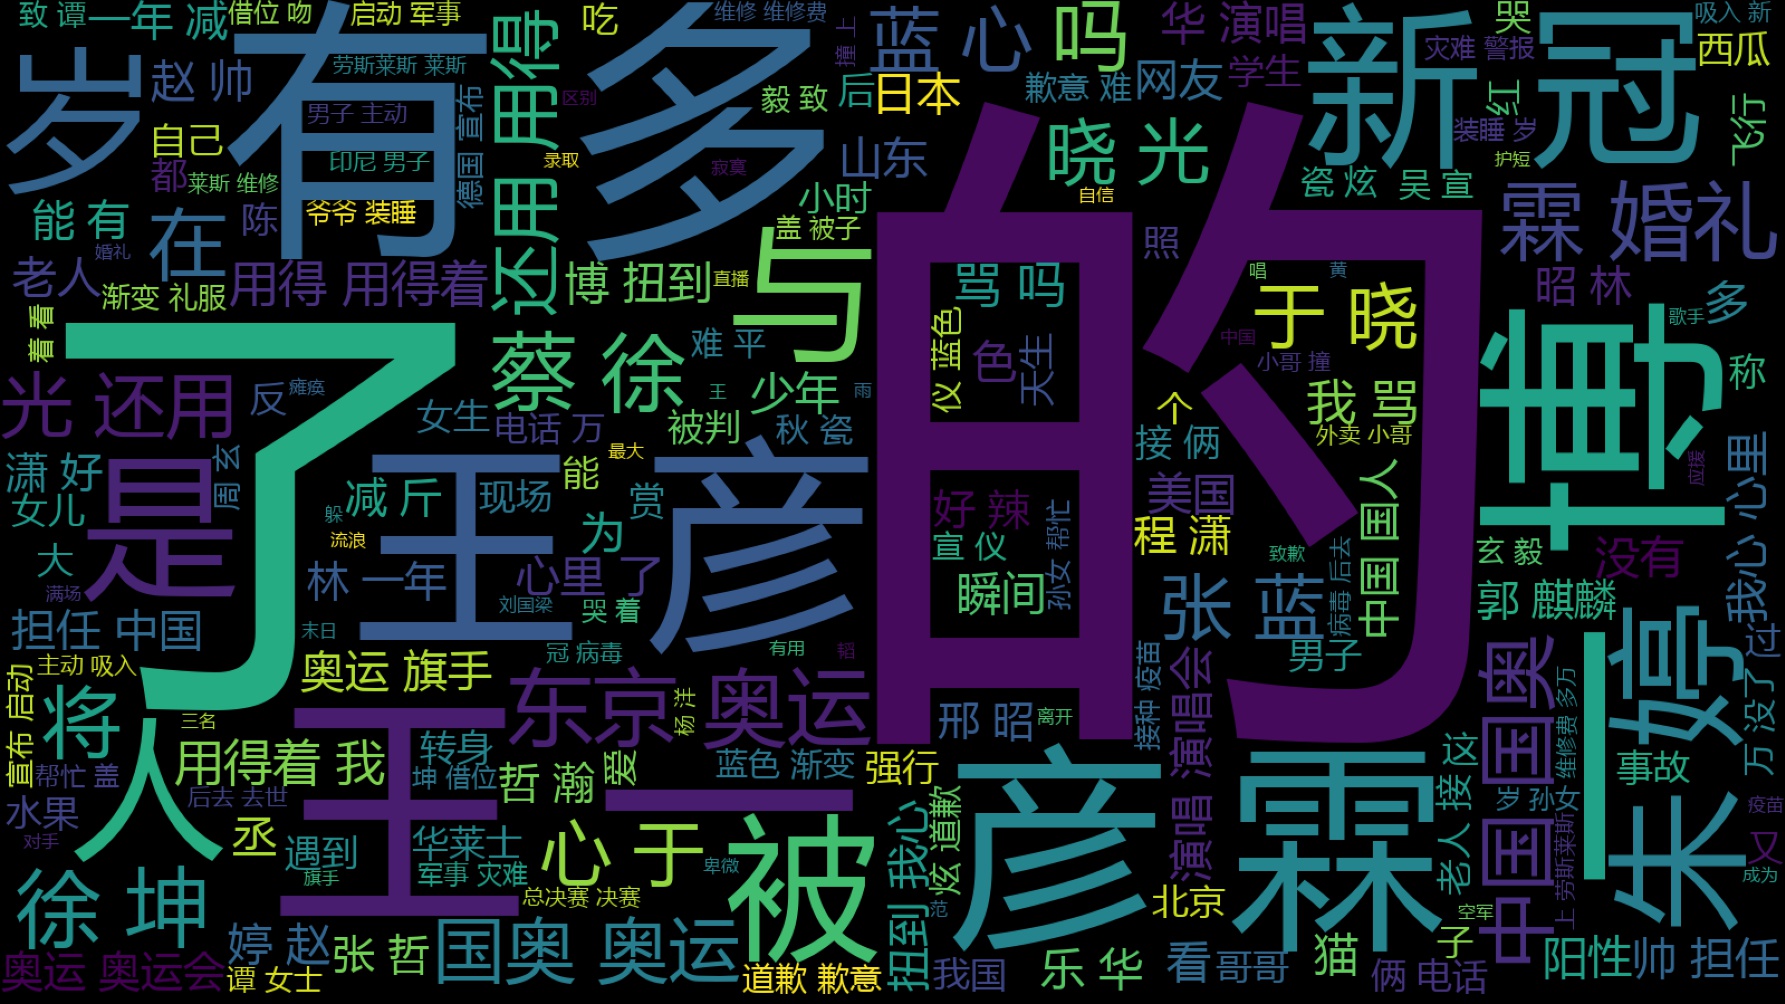 致 谭
一年 减
借位 吻
启动 军事
吃
维修 维修费
撞 上
蓝 心
吗
华 演唱
新冠
哭
吸入 新
岁
有
多
赵 帅
劳斯莱斯 莱斯
还用 用得
区别
毅 致
后
日本
歉意 难
网友
学生
灾难 警报
西瓜
男子 主动
德国 宣布
红
飞行
自己
装睡 岁
都
印尼 男子
录取
寂寞
山东
晓 光
护短
莱斯 维修
自信
瓷 炫
吴 宣
能 有
陈
爷爷 装睡
小时
霖 婚礼
在
婚礼
盖 被子
与
的
照
老人
渐变 礼服
用得 用得着
博 扭到
直播
骂 吗
唱
黄
昭 林
多
着 看
了
蔡 徐
难 平
仪 蓝色
色
天生
于 晓
中国
小哥 撞
博
歌手
称
光 还用
反
瘫痪
王
少年
雨
女生
电话 万
被判
秋 瓷
个
我 骂
接 俩
外卖 小哥
潇 好
是
周 玄
王 彦
最大
能
减 斤
现场
赏
美国
中国 国人
应援
我心 心里
女儿
躲
好 辣
帮忙
流浪
为
宣 仪
程 潇
大
林 一年
心里 了
瞬间
孙女 帮忙
致歉
病毒 后去
玄 毅
没有
满场
刘国梁
哭 着
张 蓝
郭 麒麟
担任 中国
末日
冠 病毒
有用
韬
男子
朱 婷
过
主动 吸入
奥运 旗手
东京 奥运
接种 疫苗
演唱 演唱会
中国 国奥
一
宣布 启动
将
三名
杨 洋
邢 昭
离开
维修费 多万
万 没了
人
用得着 我
王 一
转身
坤 借位
哲 瀚
爱
蓝色 渐变
强行
老人 接
这
事故
帮忙 盖
后去 去世
岁 孙女
水果
对手
丞
遇到
旗手
华莱士
军事 灾难
心 于
卑微
被
炫 道歉
彦 霖
疫苗
又
成为
总决赛 决赛
扭到 我心
范
徐 坤
北京
空军
上 劳斯莱斯
婷 赵
张 哲
国奥 奥运
看
哥哥
猫
子
阳性
帅 担任
奥运 奥运会
谭 女士
道歉 歉意
我国
乐 华
俩 电话